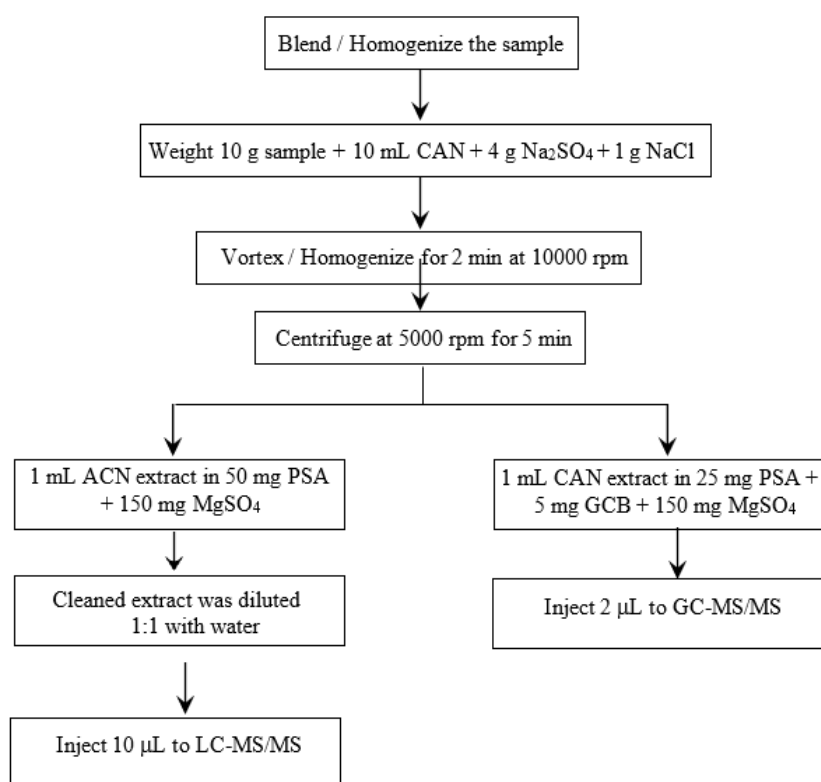 Blend / Homogenize the sample
Weight 10 g sample + 10 mL CAN + 4 g Na₂SO₄ + 1 g NaCl
Vortex / Homogenize for 2 min at 10000 rpm
Centrifuge at 5000 rpm for 5 min
1 mL ACN extract in 50 mg PSA
+ 150 mg MgSO₄
1 mL CAN extract in 25 mg PSA +
5 mg GCB + 150 mg MgSO₄
Cleaned extract was diluted
1:1 with water
Inject 2 µL to GC-MS/MS
Inject 10 µL to LC-MS/MS